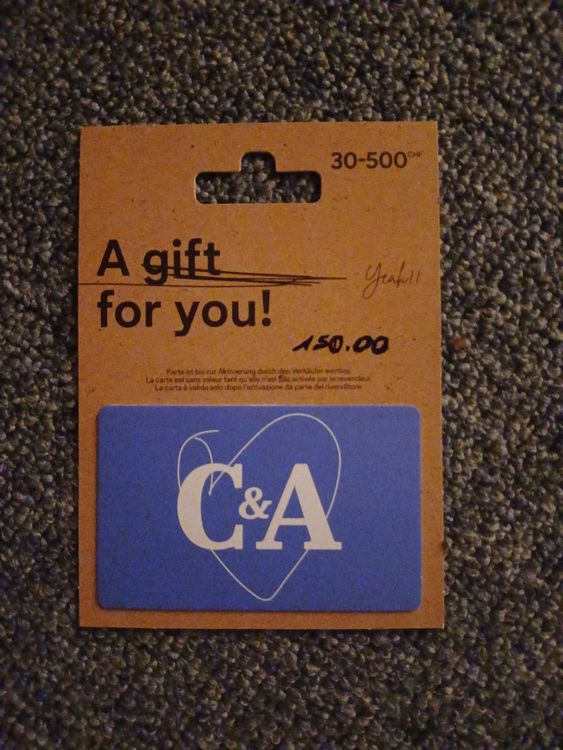 30-500CHF
A gift
for you!
Yeah!!
150.00
Karte ist bis zur Aktivierung durch den Verkäufer wertlos.
La carte est sans valeur tant qu'elle n'est pas activée par le revendeur.
La carta è valida solo dopo l'attivazione da parte del rivenditore.
C&A